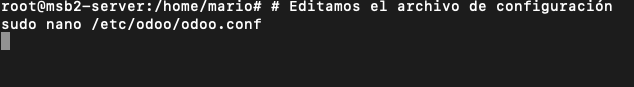 root@msb2-server:/home/mario# # Editamos el archivo de configuración
sudo nano /etc/odoo/odoo.conf